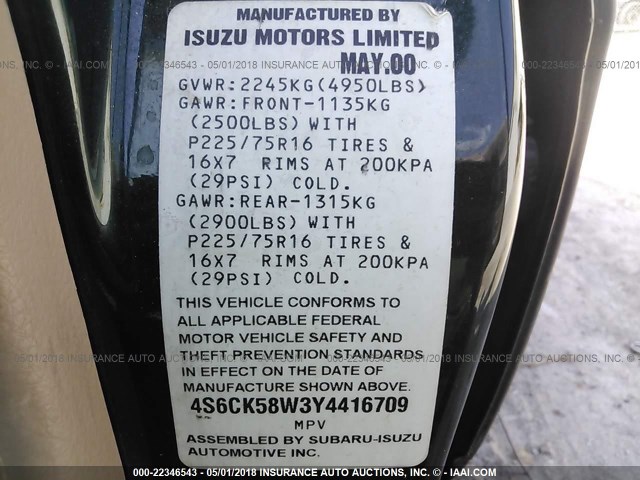 MANUFACTURED BY
ISUZU MOTORS LIMITED
MAY.00
GVWR:2245KG(4950LBS)
GAWR:FRONT-1135KG
(2500LBS) WITH
P225/75R16 TIRES &
16X7 RIMS AT 200KPA
(29PSI) COLD.
GAWR:REAR-1315KG
(2900LBS) WITH
P225/75R16 TIRES &
16X7 RIMS AT 200KPA
(29PSI) COLD.
THIS VEHICLE CONFORMS TO
ALL APPLICABLE FEDERAL
MOTOR VEHICLE SAFETY AND
THEFT PREVENTION STANDARDS
IN EFFECT ON THE DATE OF
MANUFACTURE SHOWN ABOVE.
4S6CK58W3Y4416709
MPV
ASSEMBLED BY SUBARU-ISUZU
AUTOMOTIVE INC.
000-22346543 - 05/01/2018 INSURANCE AUTO AUCTIONS, INC. - © IAAI.COM